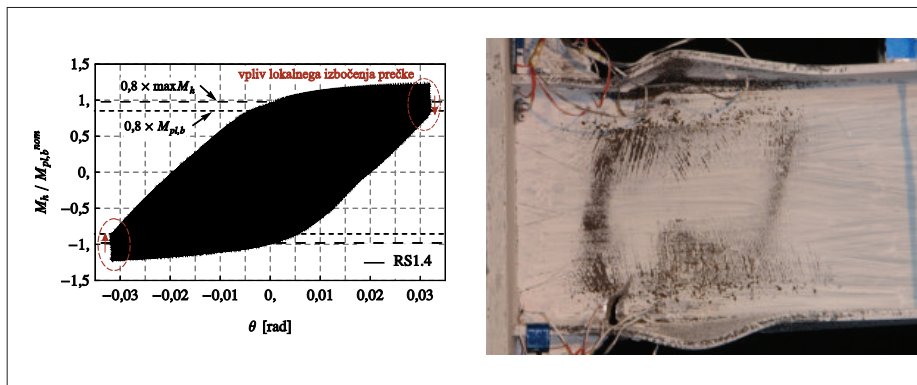 vpliv lokalnega izbočenja prečke
0,8 × maxMh
0,8 × Mpl,b
Mh / Mpl,b^nom
1,5
1,
0,5
0,
−0,5
−1,
−1,5
RS1.4
−0,03 −0,02 −0,01 0, 0,01 0,02 0,03
θ [rad]